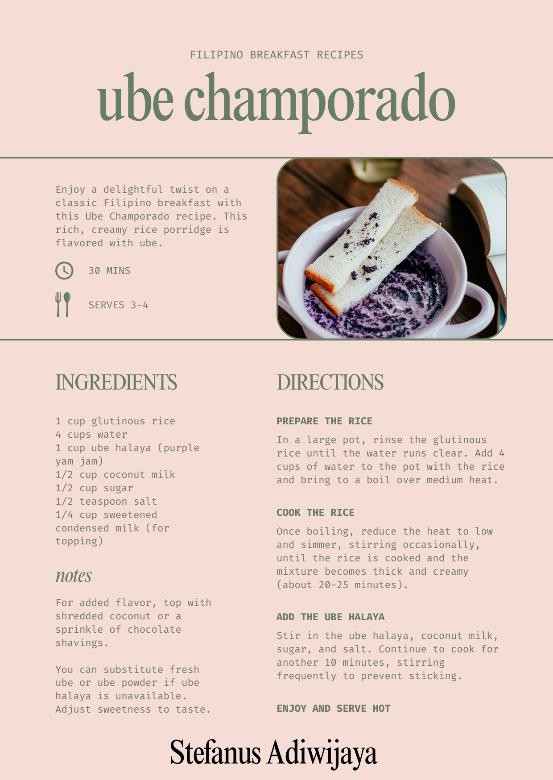 FILIPINO BREAKFAST RECIPES
ube champorado
Enjoy a delightful twist on a
classic Filipino breakfast with
this Ube Champorado recipe. This
rich, creamy rice porridge is
flavored with ube.
30 MINS
SERVES 3-4
INGREDIENTS
1 cup glutinous rice
4 cups water
1 cup ube halaya (purple
yam jam)
1/2 cup coconut milk
1/2 cup sugar
1/2 teaspoon salt
1/4 cup sweetened
condensed milk (for
topping)
notes
For added flavor, top with
shredded coconut or a
sprinkle of chocolate
shavings.
You can substitute fresh
ube or ube powder if ube
halaya is unavailable.
Adjust sweetness to taste.
DIRECTIONS
PREPARE THE RICE
In a large pot, rinse the glutinous
rice until the water runs clear. Add 4
cups of water to the pot with the rice
and bring to a boil over medium heat.
COOK THE RICE
Once boiling, reduce the heat to low
and simmer, stirring occasionally,
until the rice is cooked and the
mixture becomes thick and creamy
(about 20-25 minutes).
ADD THE UBE HALAYA
Stir in the ube halaya, coconut milk,
sugar, and salt. Continue to cook for
another 10 minutes, stirring
frequently to prevent sticking.
ENJOY AND SERVE HOT
Stefanus Adiwijaya